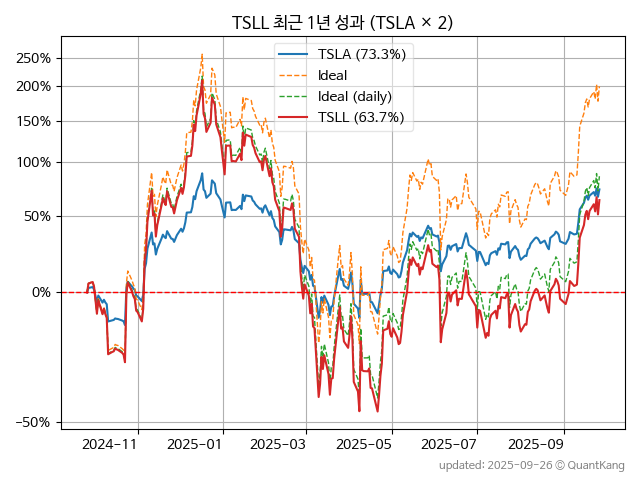 TSLL 최근 1년 성과 (TSLA × 2)
250%
200%
150%
100%
50%
0%
−50%
TSLA (73.3%)
Ideal
Ideal (daily)
TSLL (63.7%)
2024-11
2025-01
2025-03
2025-05
2025-07
2025-09
updated: 2025-09-26 © QuantKang